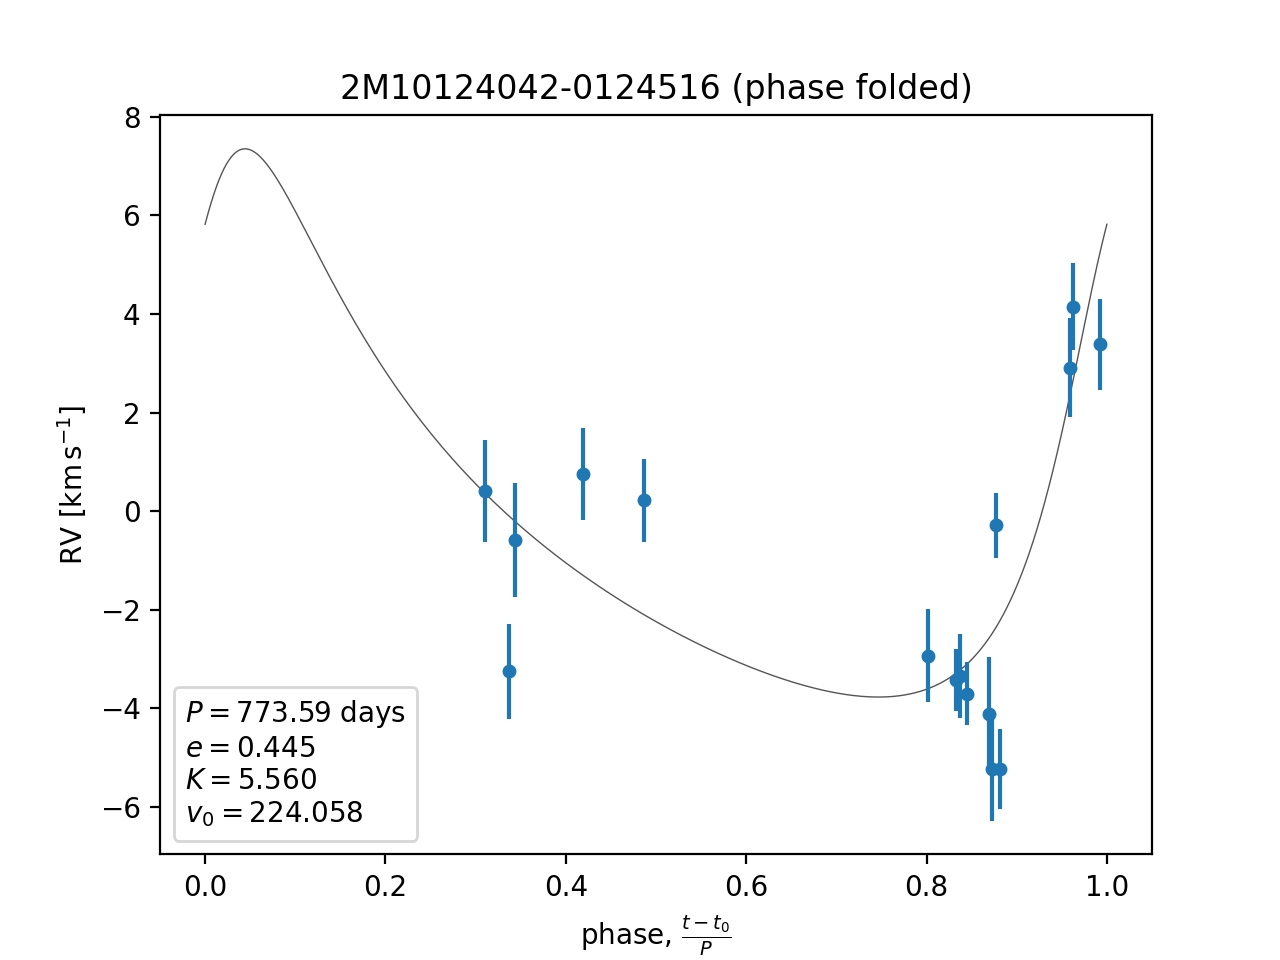 2M10124042-0124516 (phase folded)
8
6
4
2
0
−2
−4
−6
RV [km s⁻¹]
P = 773.59 days
e = 0.445
K = 5.560
v₀ = 224.058
0.0 0.2 0.4 0.6 0.8 1.0
phase, (t − t₀)/P